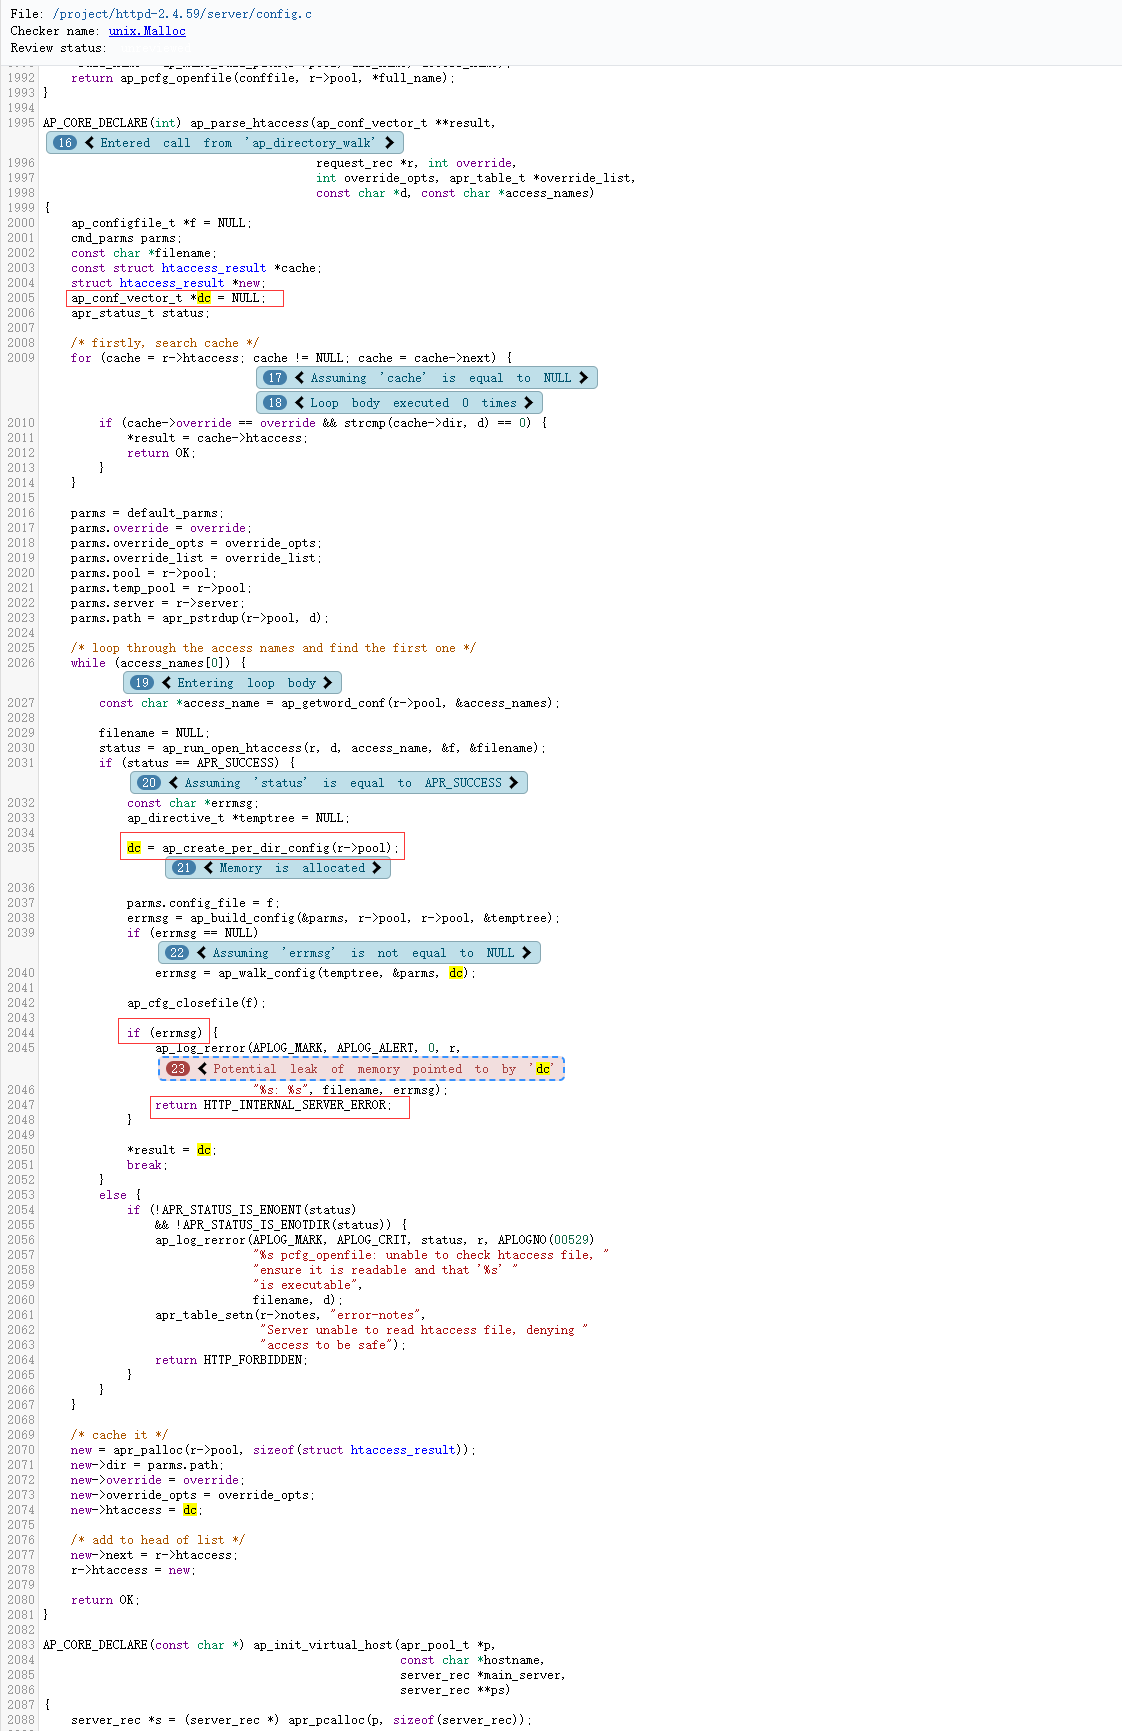 File: /project/httpd-2.4.59/server/config.c
Checker name: unix.Malloc
Review status:
1992 return ap_pcfg_openfile(conffile, r->pool, *full_name);
1993 }
1994
1995 AP_CORE_DECLARE(int) ap_parse_htaccess(ap_conf_vector_t **result,
16 Entered call from 'ap_directory_walk'
1996 request_rec *r, int override,
1997 int override_opts, apr_table_t *override_list,
1998 const char *d, const char *access_names)
1999 {
2000 ap_configfile_t *f = NULL;
2001 cmd_parms parms;
2002 const char *filename;
2003 const struct htaccess_result *cache;
2004 struct htaccess_result *new;
2005 ap_conf_vector_t *dc = NULL;
2006 apr_status_t status;
2007
2008 /* firstly, search cache */
2009 for (cache = r->htaccess; cache != NULL; cache = cache->next) {
17 Assuming 'cache' is equal to NULL
18 Loop body executed 0 times
2010 if (cache->override == override && strcmp(cache->dir, d) == 0) {
2011 *result = cache->htaccess;
2012 return OK;
2013 }
2014 }
2015
2016 parms = default_parms;
2017 parms.override = override;
2018 parms.override_opts = override_opts;
2019 parms.override_list = override_list;
2020 parms.pool = r->pool;
2021 parms.temp_pool = r->pool;
2022 parms.server = r->server;
2023 parms.path = apr_pstrdup(r->pool, d);
2024
2025 /* loop through the access names and find the first one */
2026 while (access_names[0]) {
19 Entering loop body
2027 const char *access_name = ap_getword_conf(r->pool, &access_names);
2028
2029 filename = NULL;
2030 status = ap_run_open_htaccess(r, d, access_name, &f, &filename);
2031 if (status == APR_SUCCESS) {
20 Assuming 'status' is equal to APR_SUCCESS
2032 const char *errmsg;
2033 ap_directive_t *temptree = NULL;
2034
2035 dc = ap_create_per_dir_config(r->pool);
21 Memory is allocated
2036
2037 parms.config_file = f;
2038 errmsg = ap_build_config(&parms, r->pool, r->pool, &temptree);
2039 if (errmsg == NULL)
22 Assuming 'errmsg' is not equal to NULL
2040 errmsg = ap_walk_config(temptree, &parms, dc);
2041
2042 ap_cfg_closefile(f);
2043
2044 if (errmsg) {
2045 ap_log_rerror(APLOG_MARK, APLOG_ALERT, 0, r,
23 Potential leak of memory pointed to by 'dc'
2046 "%s: %s", filename, errmsg);
2047 return HTTP_INTERNAL_SERVER_ERROR;
2048 }
2049
2050 *result = dc;
2051 break;
2052 }
2053 else {
2054 if (!APR_STATUS_IS_ENOENT(status)
2055 && !APR_STATUS_IS_ENOTDIR(status)) {
2056 ap_log_rerror(APLOG_MARK, APLOG_CRIT, status, r, APLOGNO(00529)
2057 "%s pcfg_openfile: unable to check htaccess file, "
2058 "ensure it is readable and that '%s' "
2059 "is executable",
2060 filename, d);
2061 apr_table_setn(r->notes, "error-notes",
2062 "Server unable to read htaccess file, denying "
2063 "access to be safe");
2064 return HTTP_FORBIDDEN;
2065 }
2066 }
2067 }
2068
2069 /* cache it */
2070 new = apr_palloc(r->pool, sizeof(struct htaccess_result));
2071 new->dir = parms.path;
2072 new->override = override;
2073 new->override_opts = override_opts;
2074 new->htaccess = dc;
2075
2076 /* add to head of list */
2077 new->next = r->htaccess;
2078 r->htaccess = new;
2079
2080 return OK;
2081 }
2082
2083 AP_CORE_DECLARE(const char *) ap_init_virtual_host(apr_pool_t *p,
2084 const char *hostname,
2085 server_rec *main_server,
2086 server_rec **ps)
2087 {
2088 server_rec *s = (server_rec *) apr_pcalloc(p, sizeof(server_rec));